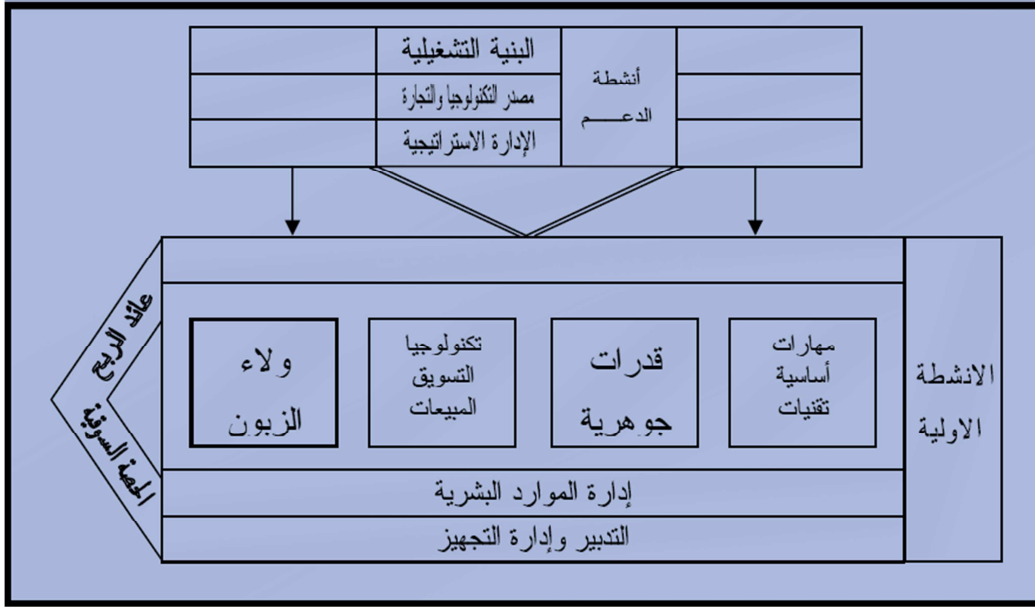 البنية التشغيلية
مصدر التكنولوجيا والتجارة
الإدارة الاستراتيجية
أنشطة
الدعـــــم
الانشطة
الاولية
مهارات
أساسية
تقنيات
قدرات
جوهرية
تكنولوجيا
التسويق
المبيعات
ولاء
الزبون
إدارة الموارد البشرية
التدبير وإدارة التجهيز
عائد الربح
الحصة السوقية